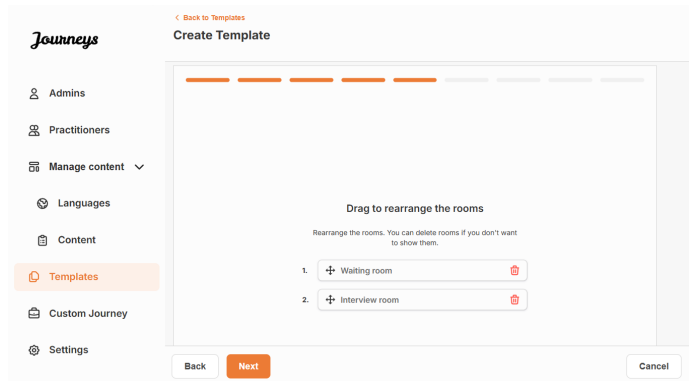 Back to Templates
Journeys
Create Template
Admins
Practitioners
Manage content
Languages
Content
Templates
Custom Journey
Settings
Drag to rearrange the rooms
Rearrange the rooms. You can delete rooms if you don't want
to show them.
1. Waiting room
2. Interview room
Back
Next
Cancel